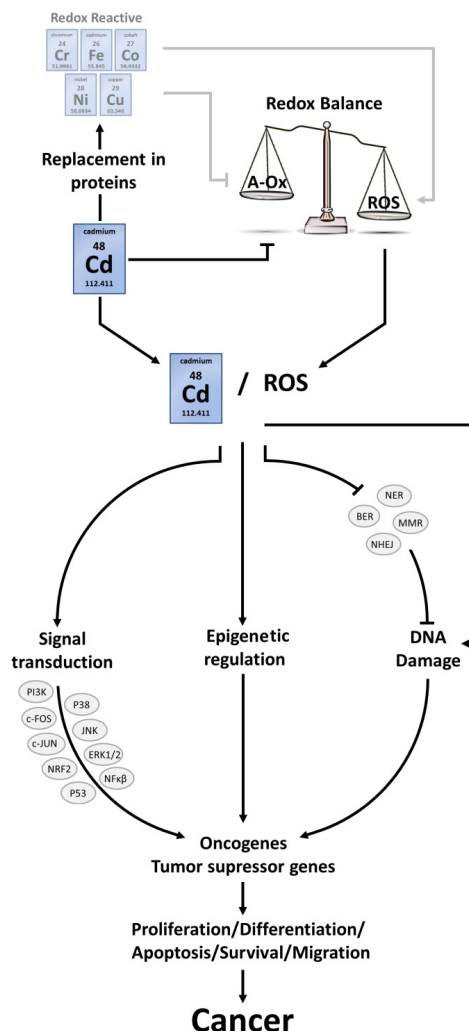 Redox Reactive
chromium
24
Cr
51.9961
cadmium
26
Fe
55.845
cobalt
27
Co
58.9332
nickel
28
Ni
58.6934
copper
29
Cu
63.546
Redox Balance
A-Ox
ROS
Replacement in
proteins
cadmium
48
Cd
112.411
cadmium
48
Cd
112.411
/ ROS
NER
BER
MMR
NHEJ
Signal
transduction
Epigenetic
regulation
DNA
Damage
PI3K
P38
c-FOS
JNK
c-JUN
ERK1/2
NRF2
NFκβ
P53
Oncogenes
Tumor supressor genes
Proliferation/Differentiation/
Apoptosis/Survival/Migration
Cancer